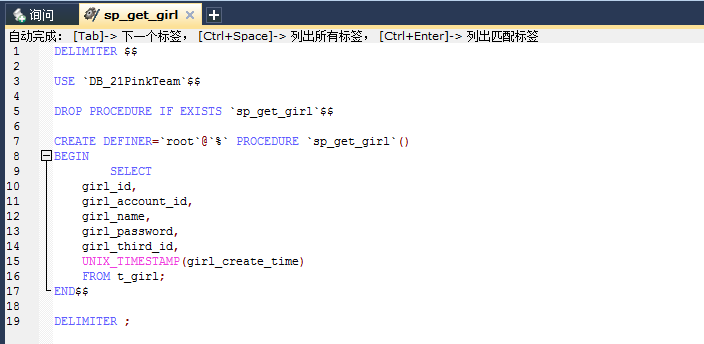 询问 sp_get_girl
自动完成： [Tab]-> 下一个标签， [Ctrl+Space]-> 列出所有标签， [Ctrl+Enter]-> 列出匹配标签
1 DELIMITER $$
2
3 USE `DB_21PinkTeam`$$
4
5 DROP PROCEDURE IF EXISTS `sp_get_girl`$$
6
7 CREATE DEFINER=`root`@`%` PROCEDURE `sp_get_girl`()
8 BEGIN
9 SELECT
10 girl_id,
11 girl_account_id,
12 girl_name,
13 girl_password,
14 girl_third_id,
15 UNIX_TIMESTAMP(girl_create_time)
16 FROM t_girl;
17 END$$
18
19 DELIMITER ;